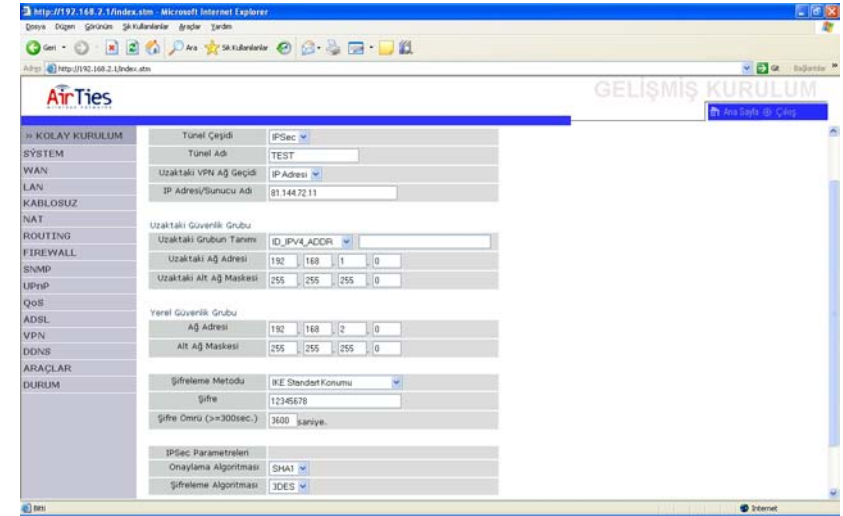 http://192.168.2.1/index.stm - Microsoft Internet Explorer
Dosya Düzen Görünüm Sık Kullanılanlar Araçlar Yardım
Geri Ara Sık Kullanılanlar
Adres http://192.168.2.1/index.stm Git Bağlantılar
AirTies
GELİŞMİŞ KURULUM
Ana Sayfa Çıkış
» KOLAY KURULUM
SÝSTEM
WAN
LAN
KABLOSUZ
NAT
ROUTING
FIREWALL
SNMP
UPnP
QoS
ADSL
VPN
DDNS
ARAÇLAR
DURUM
Tünel Çeşidi IPSec
Tünel Adı TEST
Uzaktaki VPN Ağ Geçidi IP Adresi
IP Adresi/Sunucu Adı 81.144.72.11
Uzaktaki Güvenlik Grubu
Uzaktaki Grubun Tanımı ID_IPV4_ADDR
Uzaktaki Ağ Adresi 192 . 168 . 1 . 0
Uzaktaki Alt Ağ Maskesi 255 . 255 . 255 . 0
Yerel Güvenlik Grubu
Ağ Adresi 192 . 168 . 2 . 0
Alt Ağ Maskesi 255 . 255 . 255 . 0
Şifreleme Metodu IKE Standart Konumu
Şifre 12345678
Şifre Ömrü (>=300sec.) 3600 saniye.
IPSec Parametreleri
Onaylama Algoritması SHA1
Şifreleme Algoritması 3DES
Bitti Internet